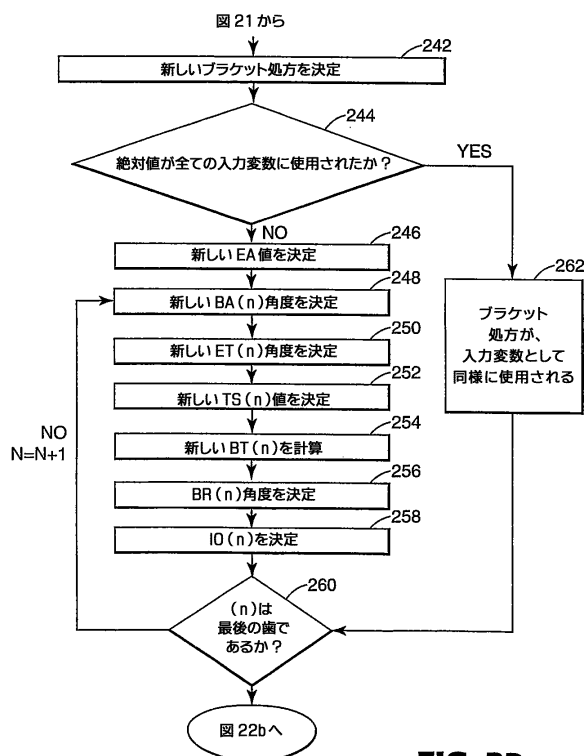 図21から
242
新しいブラケット処方を決定
244
絶対値が全ての入力変数に使用されたか?
YES
NO
246
新しいEA値を決定
248
新しいBA(n)角度を決定
250
新しいET(n)角度を決定
252
新しいTS(n)値を決定
254
新しいBT(n)を計算
256
BR(n)角度を決定
258
IO(n)を決定
260
(n)は
最後の歯で
あるか?
NO
N=N+1
262
ブラケット
処方が、
入力変数として
同様に使用される
図22bへ